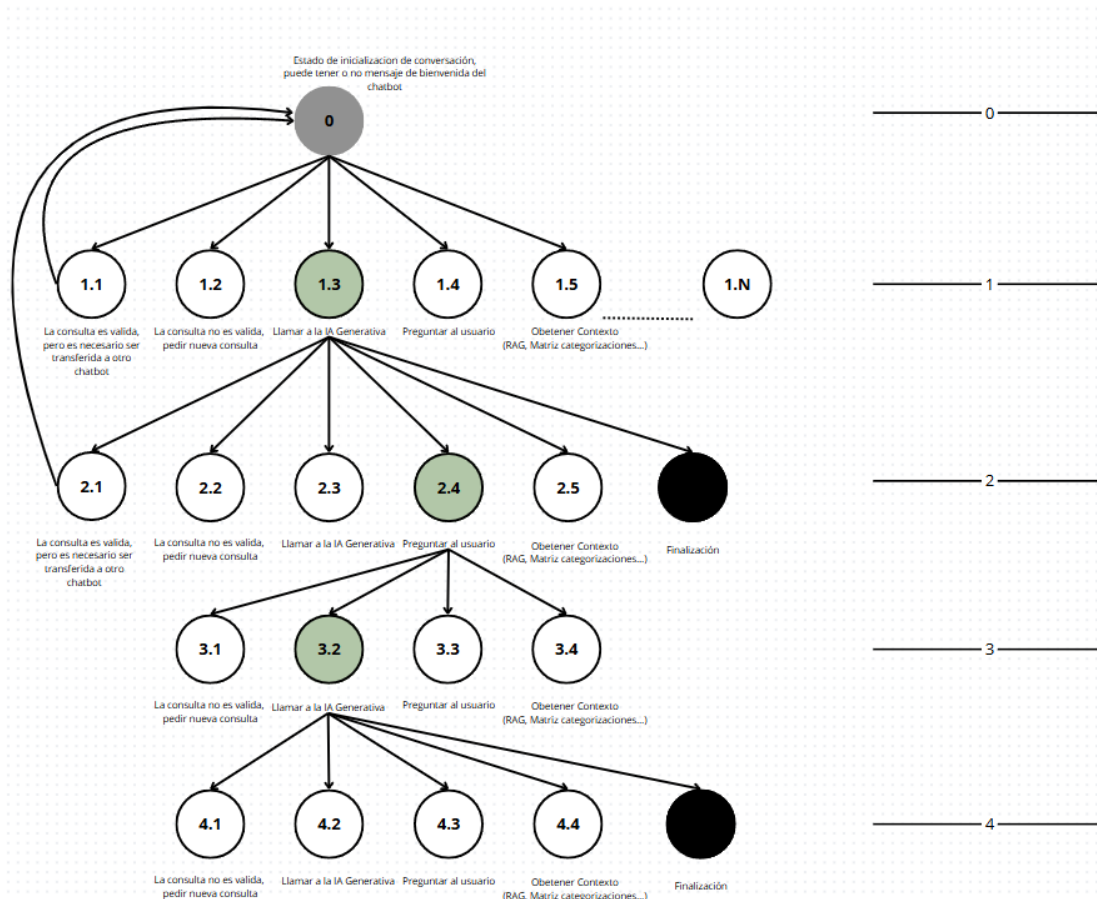 Estado de inicializacion de conversación,
puede tener o no mensaje de bienvenida del
chatbot
0
0
1.1
1.2
1.3
1.4
1.5
1.N
1
La consulta es valida,
pero es necesario ser
transferida a otro
chatbot
La consulta no es valida,
pedir nueva consulta
Llamar a la IA Generativa
Preguntar al usuario
Obetener Contexto
(RAG, Matriz categorizaciones...)
2.1
2.2
2.3
2.4
2.5
2
La consulta es valida,
pero es necesario ser
transferida a otro
chatbot
La consulta no es valida,
pedir nueva consulta
Llamar a la IA Generativa
Preguntar al usuario
Obetener Contexto
(RAG, Matriz categorizaciones...)
Finalización
3.1
3.2
3.3
3.4
3
La consulta no es valida,
pedir nueva consulta
Llamar a la IA Generativa
Preguntar al usuario
Obetener Contexto
(RAG, Matriz categorizaciones...)
4.1
4.2
4.3
4.4
4
La consulta no es valida,
pedir nueva consulta
Llamar a la IA Generativa
Preguntar al usuario
Obetener Contexto
(RAG, Matriz categorizaciones...)
Finalización